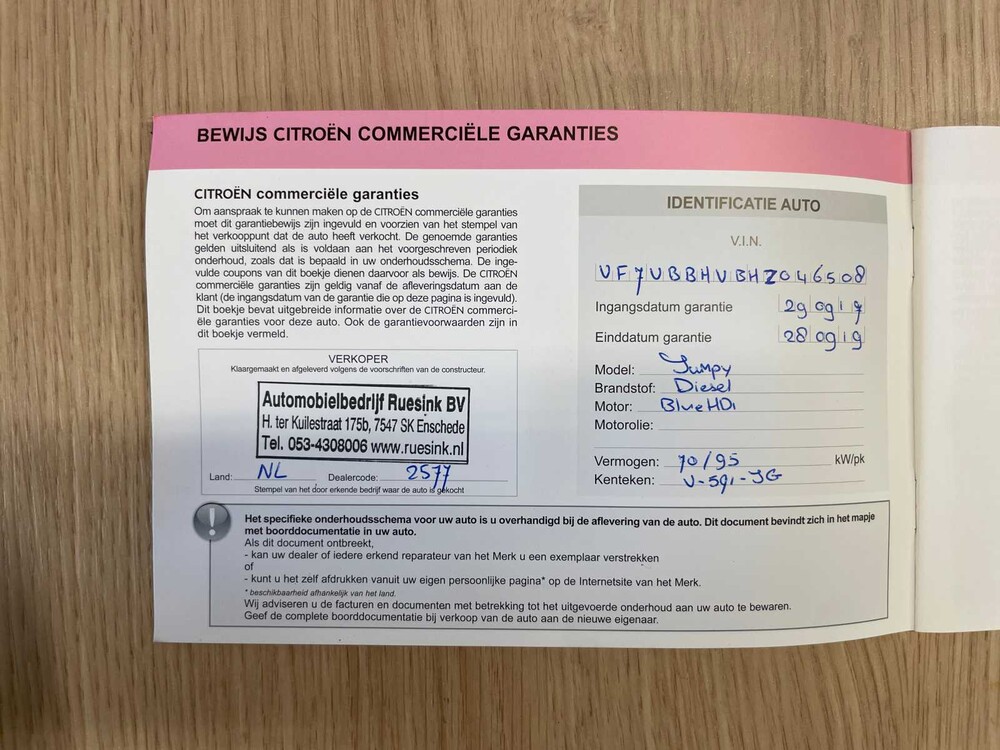 BEWIJS CITROËN COMMERCIËLE GARANTIES
CITROËN commerciële garanties
Om aanspraak te kunnen maken op de CITROËN commerciële garanties
moet dit garantiebewijs zijn ingevuld en voorzien van het stempel van
het verkooppunt dat de auto heeft verkocht. De genoemde garanties
gelden uitsluitend als is voldaan aan het voorgeschreven periodiek
onderhoud, zoals dat is bepaald in uw onderhoudsschema. De inge-
vulde coupons van dit boekje dienen daarvoor als bewijs. De CITROËN
commerciële garanties zijn geldig vanaf de afleveringsdatum aan de
klant (de ingangsdatum van de garantie die op deze pagina is ingevuld).
Dit boekje bevat uitgebreide informatie over de CITROËN commerci-
ële garanties voor deze auto. Ook de garantievoorwaarden zijn in
dit boekje vermeld.
VERKOPER
Klaargemaakt en afgeleverd volgens de voorschriften van de constructeur.
Automobielbedrijf Ruesink BV
H. ter Kuilestraat 175b, 7547 SK Enschede
Tel. 053-4308006 www.ruesink.nl
Land: NL Dealercode: 2577
Stempel van het door erkende bedrijf waar de auto is gekocht
IDENTIFICATIE AUTO
V.I.N.
VF7VBBHVBHZ046508
Ingangsdatum garantie 290917
Einddatum garantie 280919
Model: Jumpy
Brandstof: Diesel
Motor: BlueHDi
Motorolie:
Vermogen: 70/95 kW/pk
Kenteken: V-591-JG
Het specifieke onderhoudsschema voor uw auto is u overhandigd bij de aflevering van de auto. Dit document bevindt zich in het mapje
met boorddocumentatie in uw auto.
Als dit document ontbreekt,
- kan uw dealer of iedere erkend reparateur van het Merk u een exemplaar verstrekken
of
- kunt u het zelf afdrukken vanuit uw eigen persoonlijke pagina* op de Internetsite van het Merk.
* beschikbaarheid afhankelijk van het land.
Wij adviseren u de facturen en documenten met betrekking tot het uitgevoerde onderhoud aan uw auto te bewaren.
Geef de complete boorddocumentatie bij verkoop van de auto aan de nieuwe eigenaar.